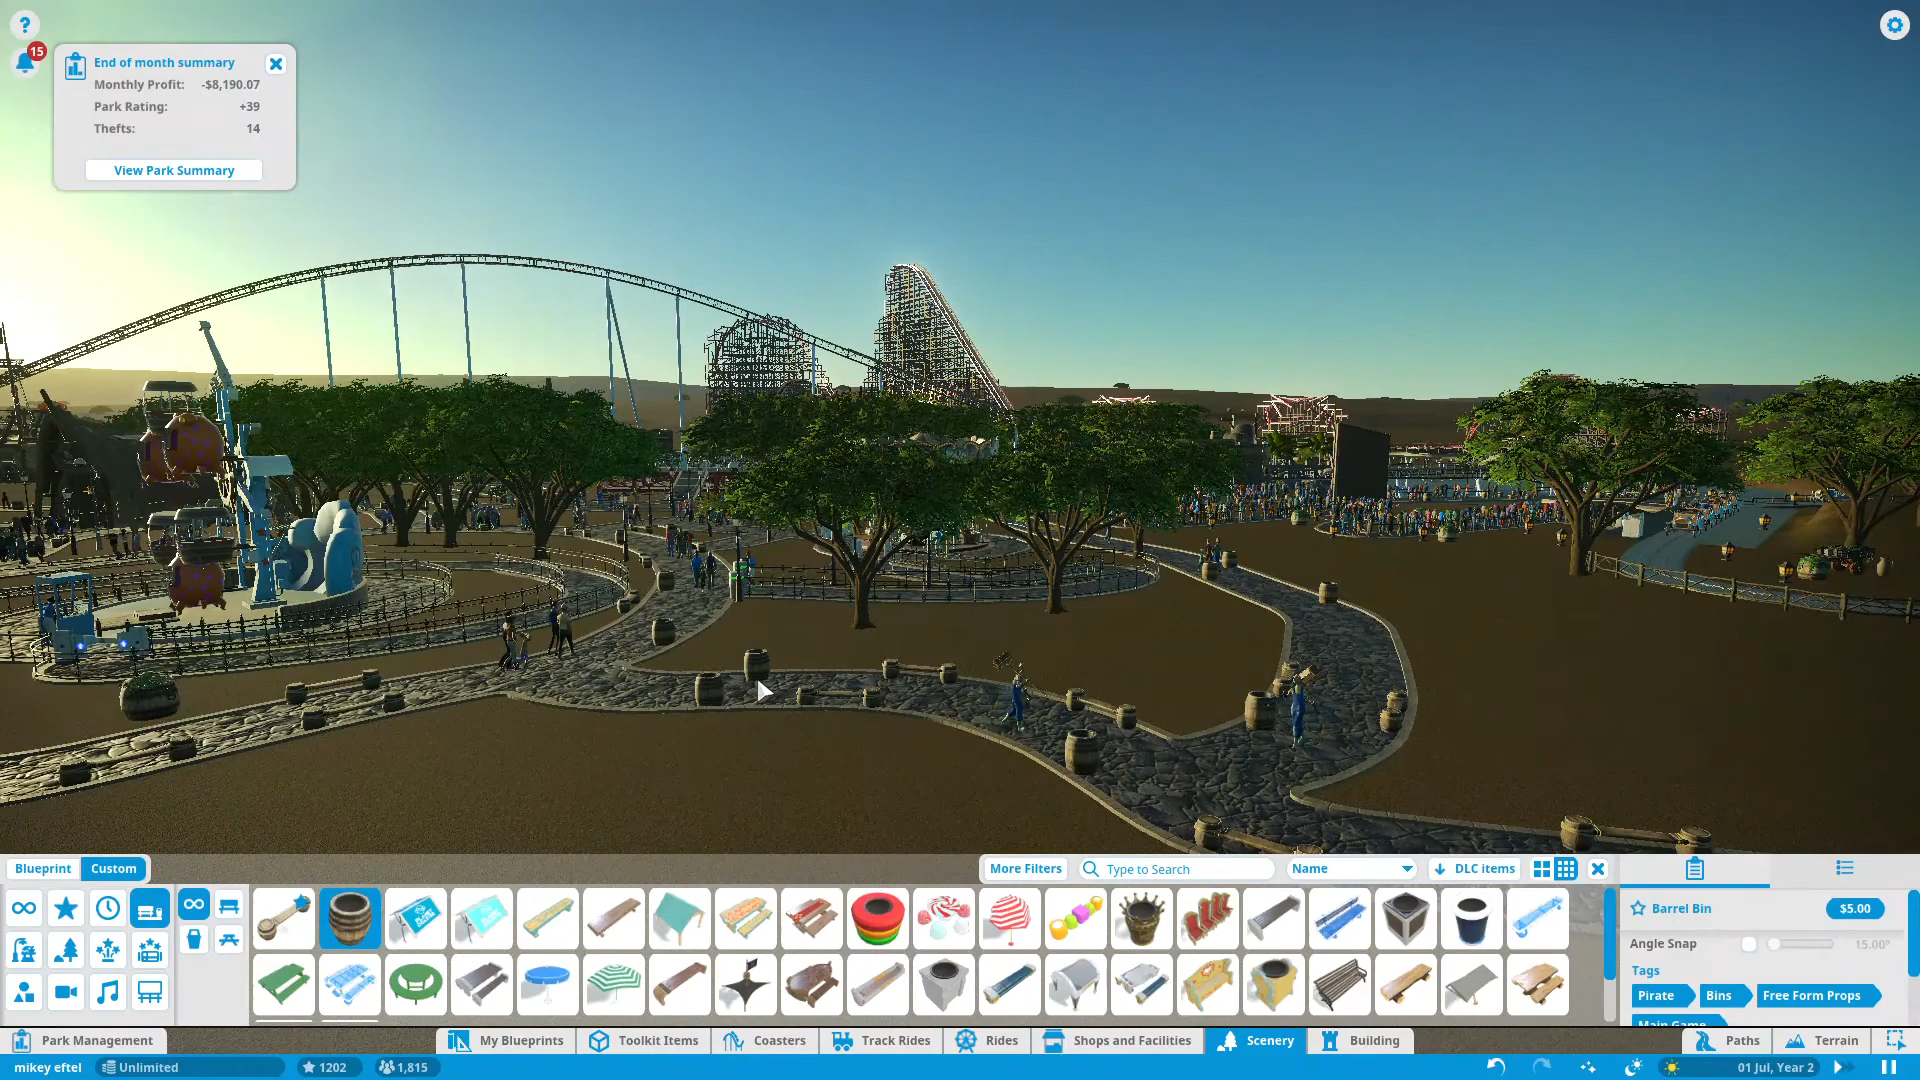 ?
15
End of month summary
Monthly Profit: -$8,190.07
Park Rating: +39
Thefts: 14
View Park Summary
Blueprint Custom
More Filters Type to Search Name DLC items
Barrel Bin $5.00
Angle Snap 15.00°
Tags
Pirate Bins Free Form Props
Main Game
Park Management My Blueprints Toolkit Items Coasters Track Rides Rides Shops and Facilities Scenery Building Paths Terrain
mikey eftel Unlimited 1202 1,815 01 Jul, Year 2